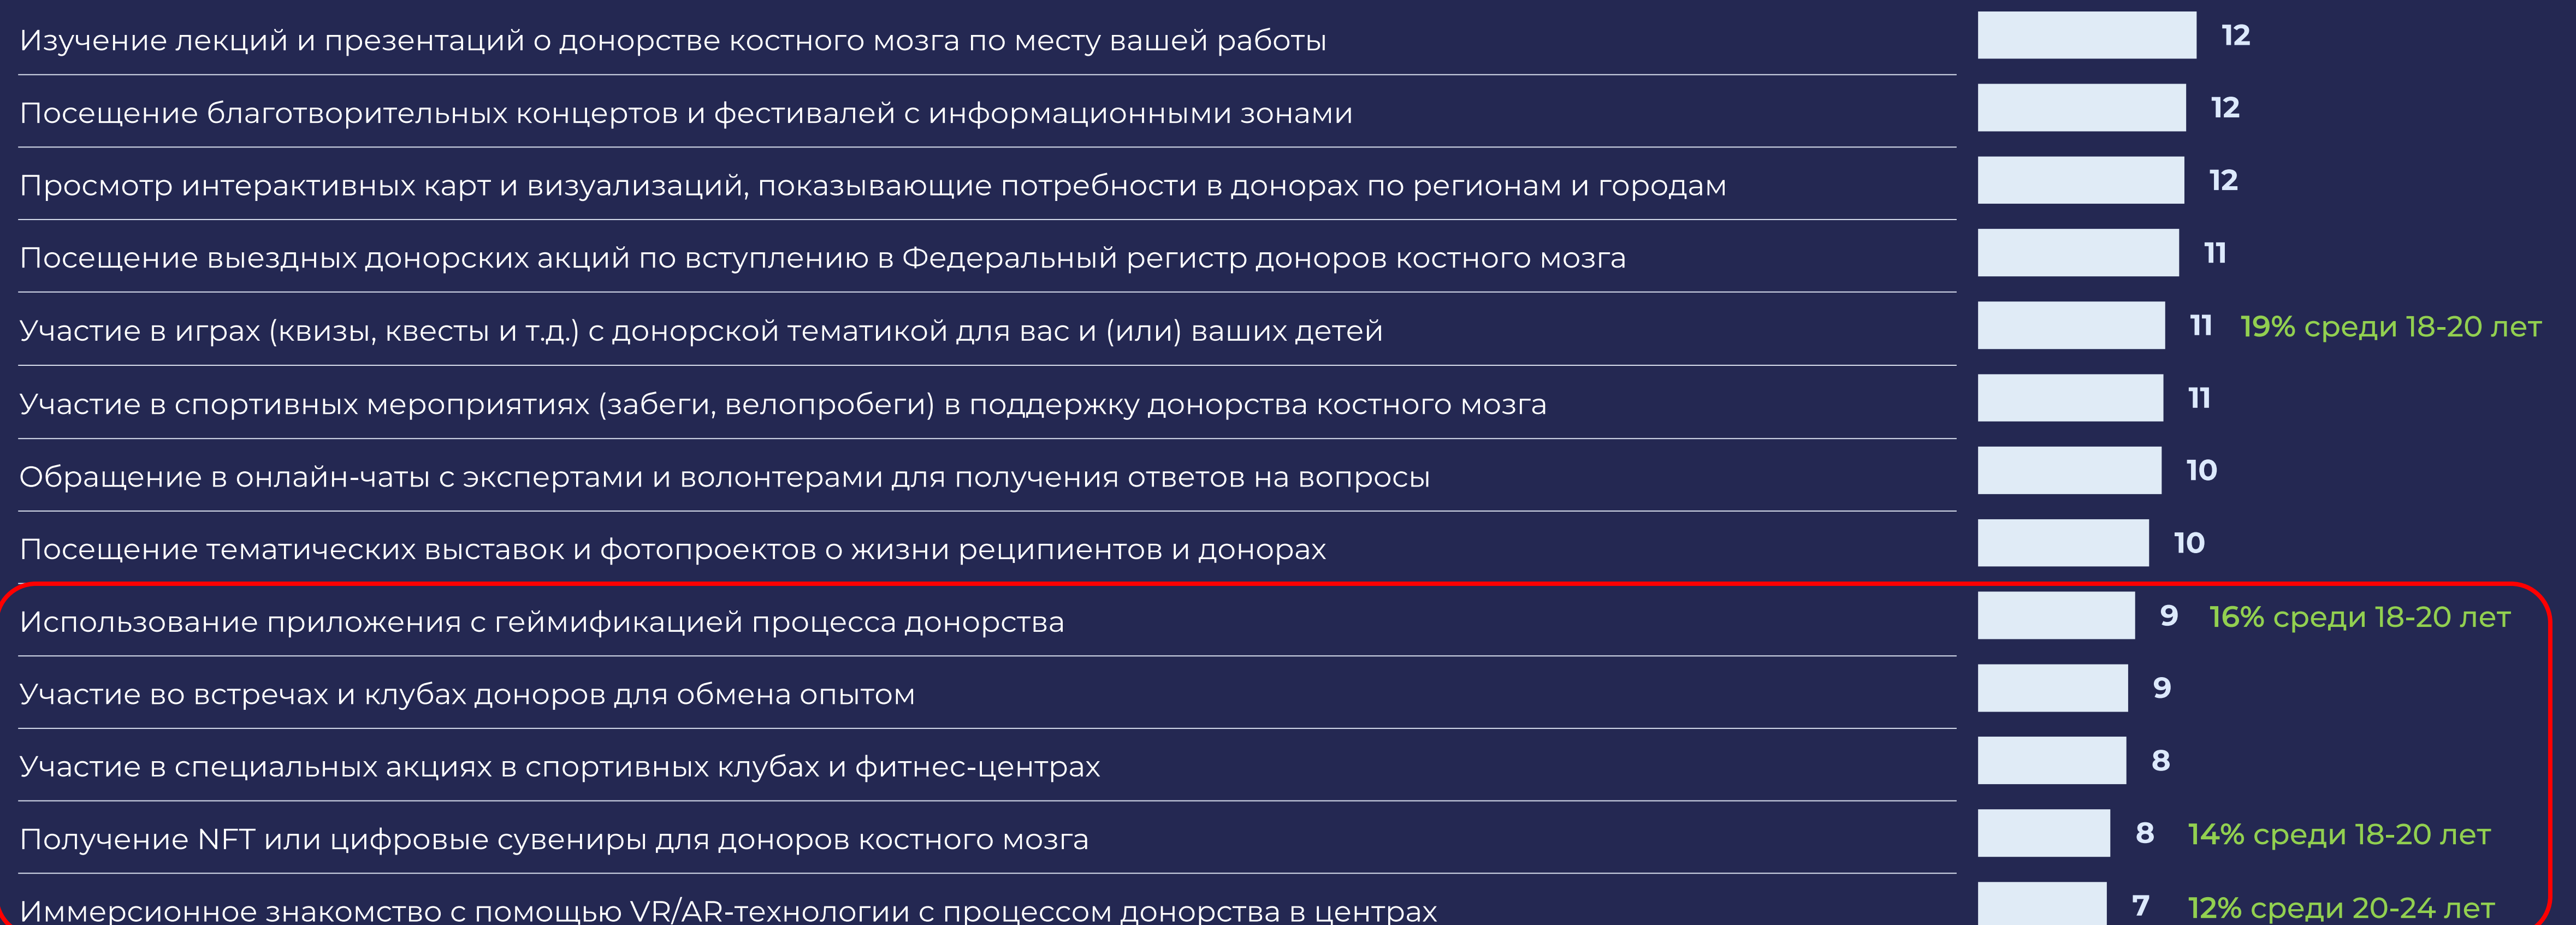 Изучение лекций и презентаций о донорстве костного мозга по месту вашей работы 12
Посещение благотворительных концертов и фестивалей с информационными зонами 12
Просмотр интерактивных карт и визуализаций, показывающие потребности в донорах по регионам и городам 12
Посещение выездных донорских акций по вступлению в Федеральный регистр доноров костного мозга 11
Участие в играх (квизы, квесты и т.д.) с донорской тематикой для вас и (или) ваших детей 11 19% среди 18-20 лет
Участие в спортивных мероприятиях (забеги, велопробеги) в поддержку донорства костного мозга 11
Обращение в онлайн-чаты с экспертами и волонтерами для получения ответов на вопросы 10
Посещение тематических выставок и фотопроектов о жизни реципиентов и донорах 10
Использование приложения с геймификацией процесса донорства 9 16% среди 18-20 лет
Участие во встречах и клубах доноров для обмена опытом 9
Участие в специальных акциях в спортивных клубах и фитнес-центрах 8
Получение NFT или цифровые сувениры для доноров костного мозга 8 14% среди 18-20 лет
Иммерсионное знакомство с помощью VR/AR-технологии с процессом донорства в центрах 7 12% среди 20-24 лет